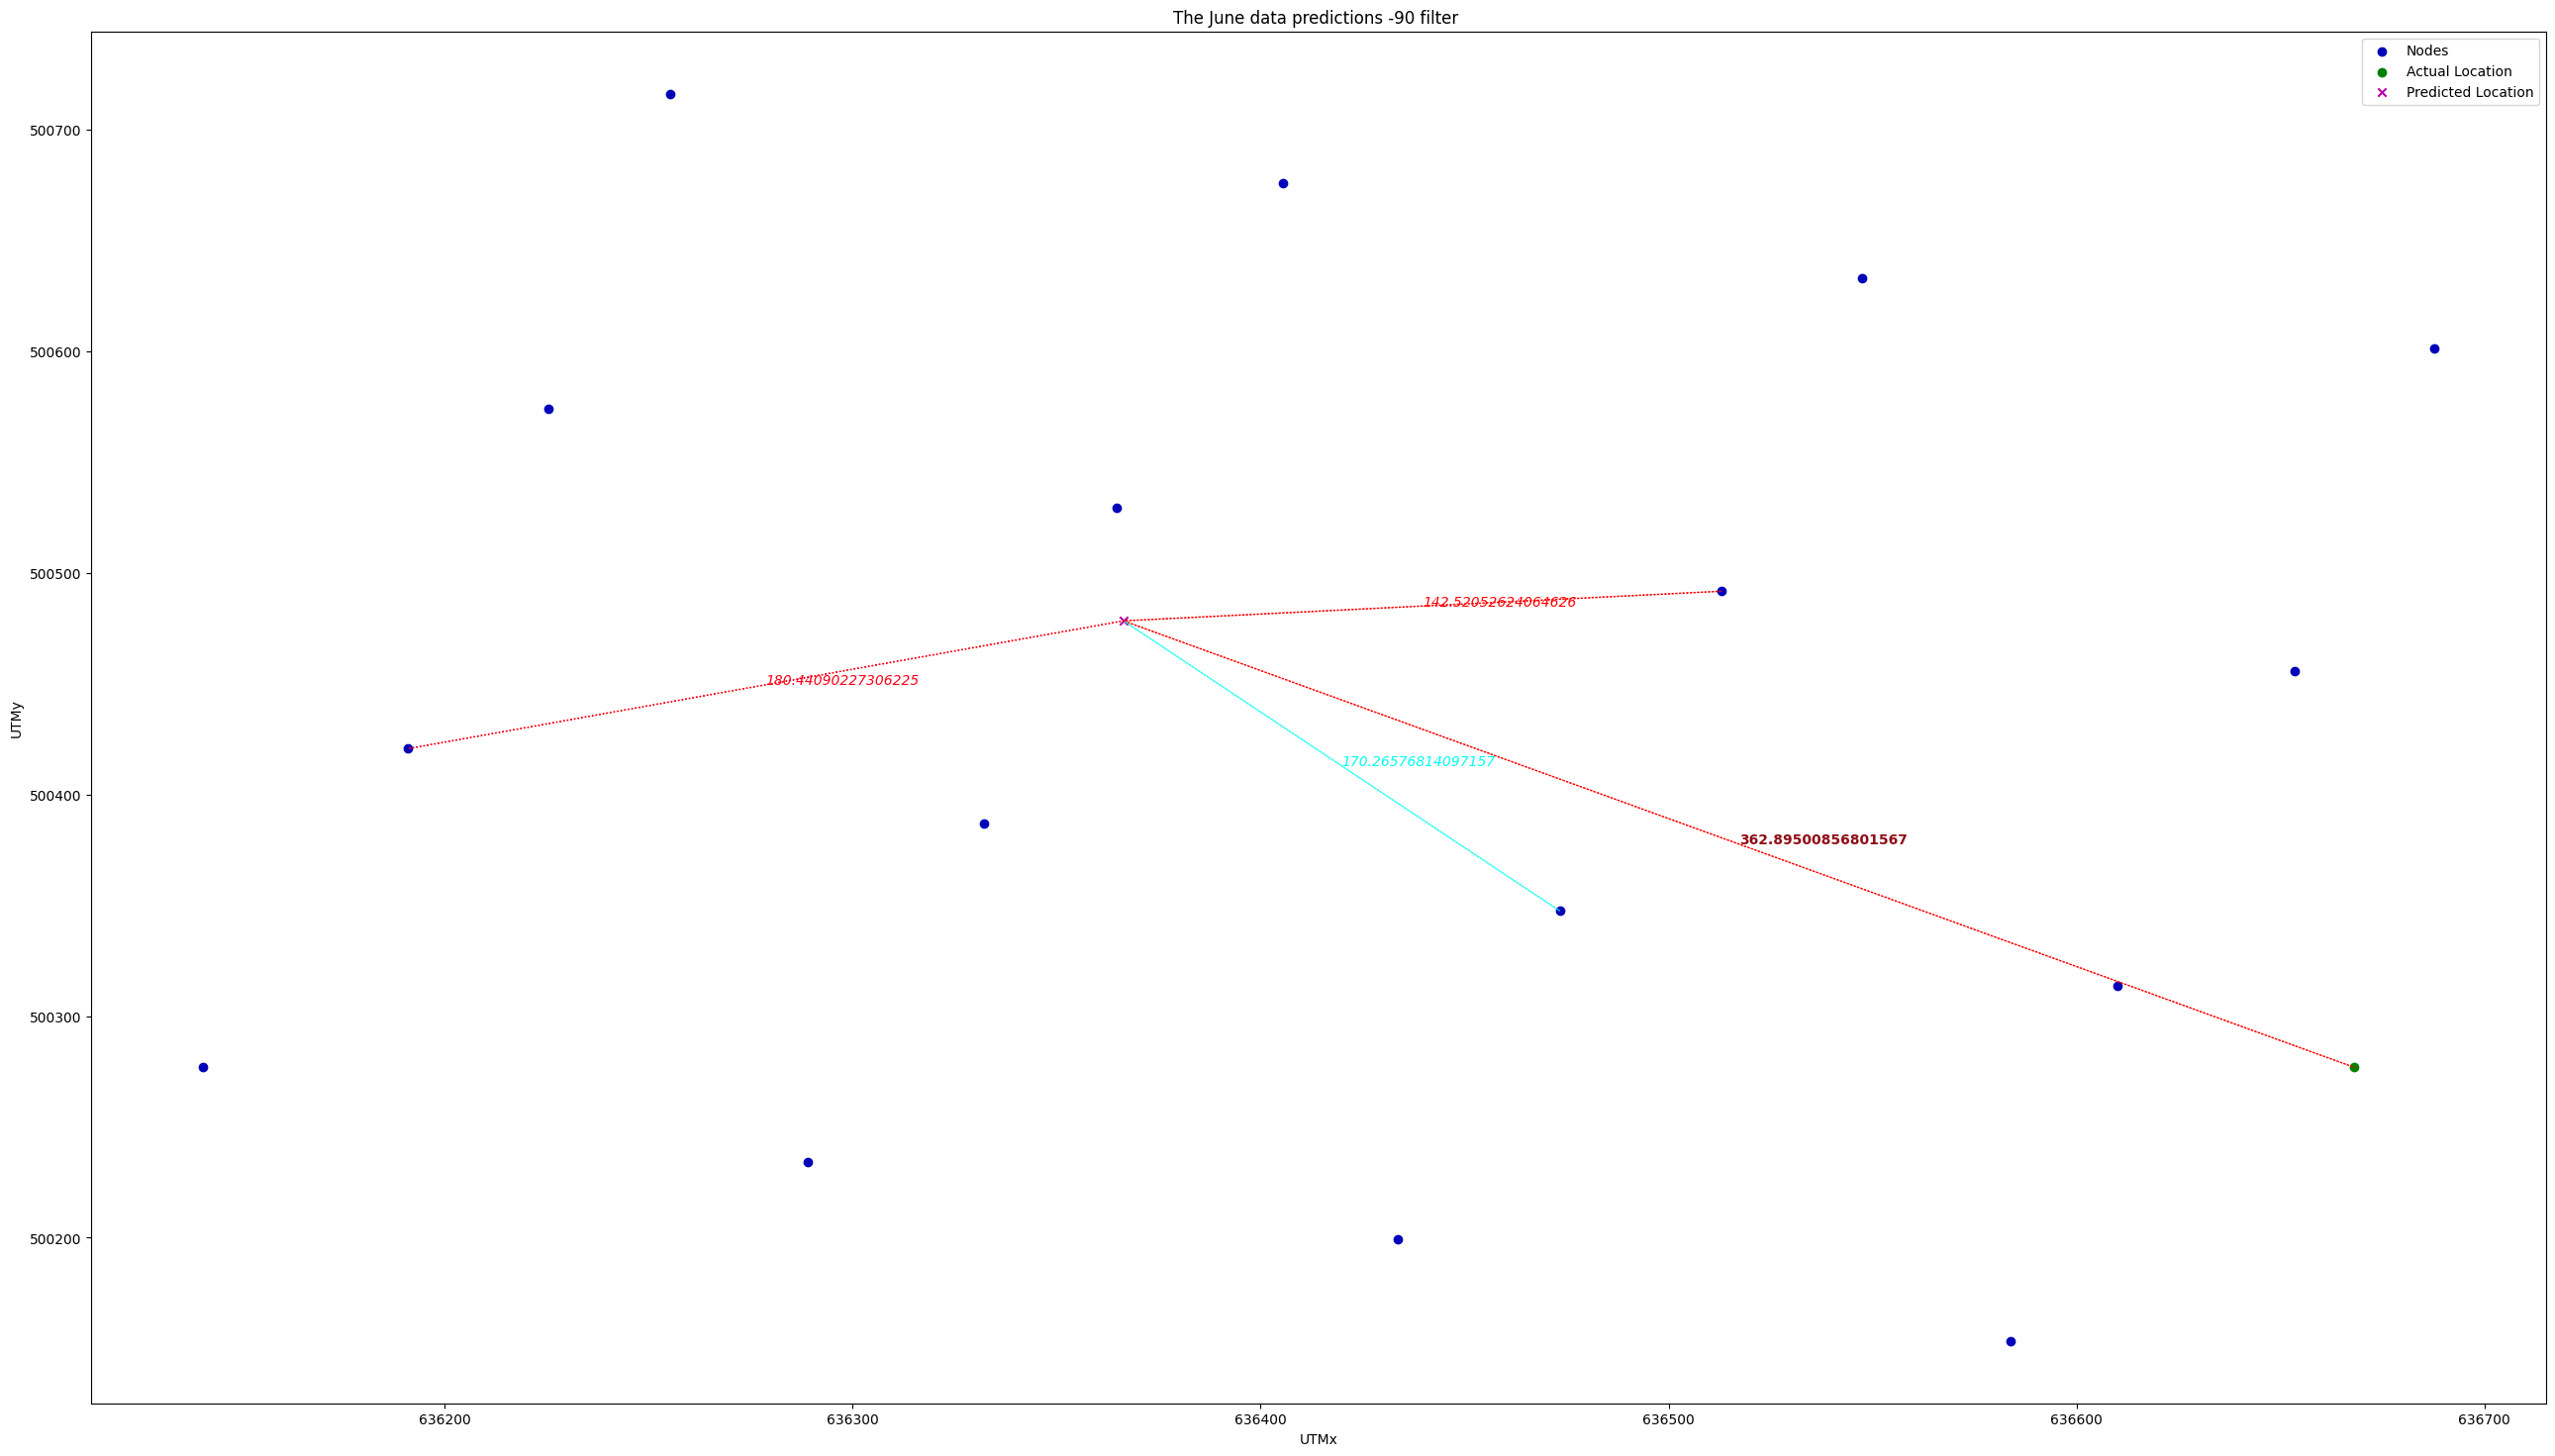 The June data predictions -90 filter
Nodes
Actual Location
Predicted Location
500700
500600
500500
500400
500300
500200
UTMy
142.52052624064626
180.44090227306225
170.26576814097157
362.89500856801567
636200
636300
636400
636500
636600
636700
UTMx